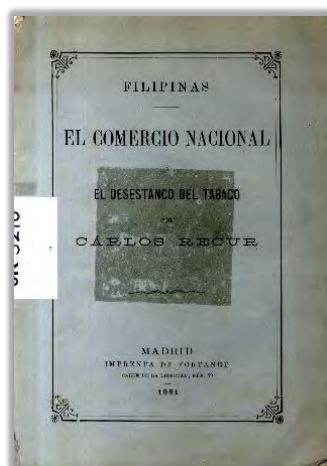 FILIPINAS
EL COMERCIO NACIONAL
Y
EL DESESTANCO DEL TABACO
POR
CÁRLOS RECUR
MADRID
IMPRENTA DE FORTANET
CALLE DE LA LIBERTAD, NÚM. 29
1881